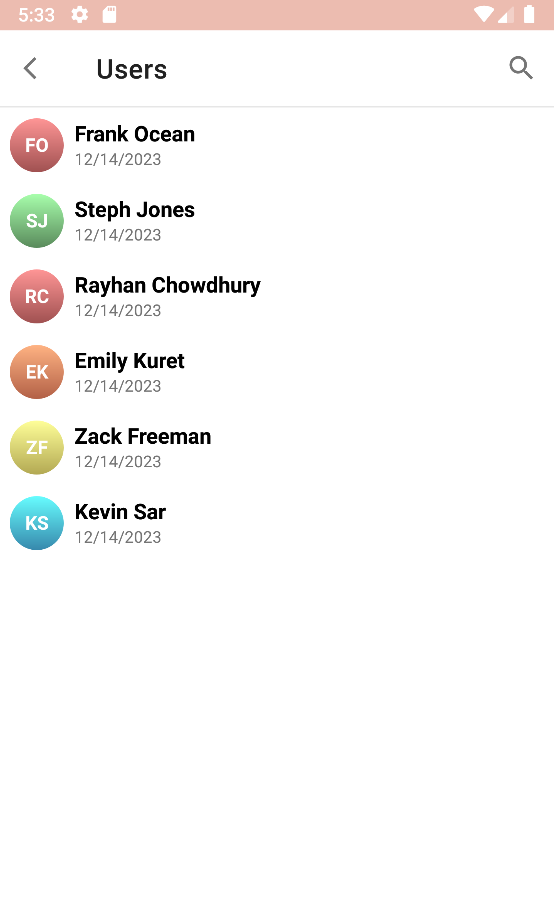 5:33
Users
FO
Frank Ocean
12/14/2023
SJ
Steph Jones
12/14/2023
RC
Rayhan Chowdhury
12/14/2023
EK
Emily Kuret
12/14/2023
ZF
Zack Freeman
12/14/2023
KS
Kevin Sar
12/14/2023